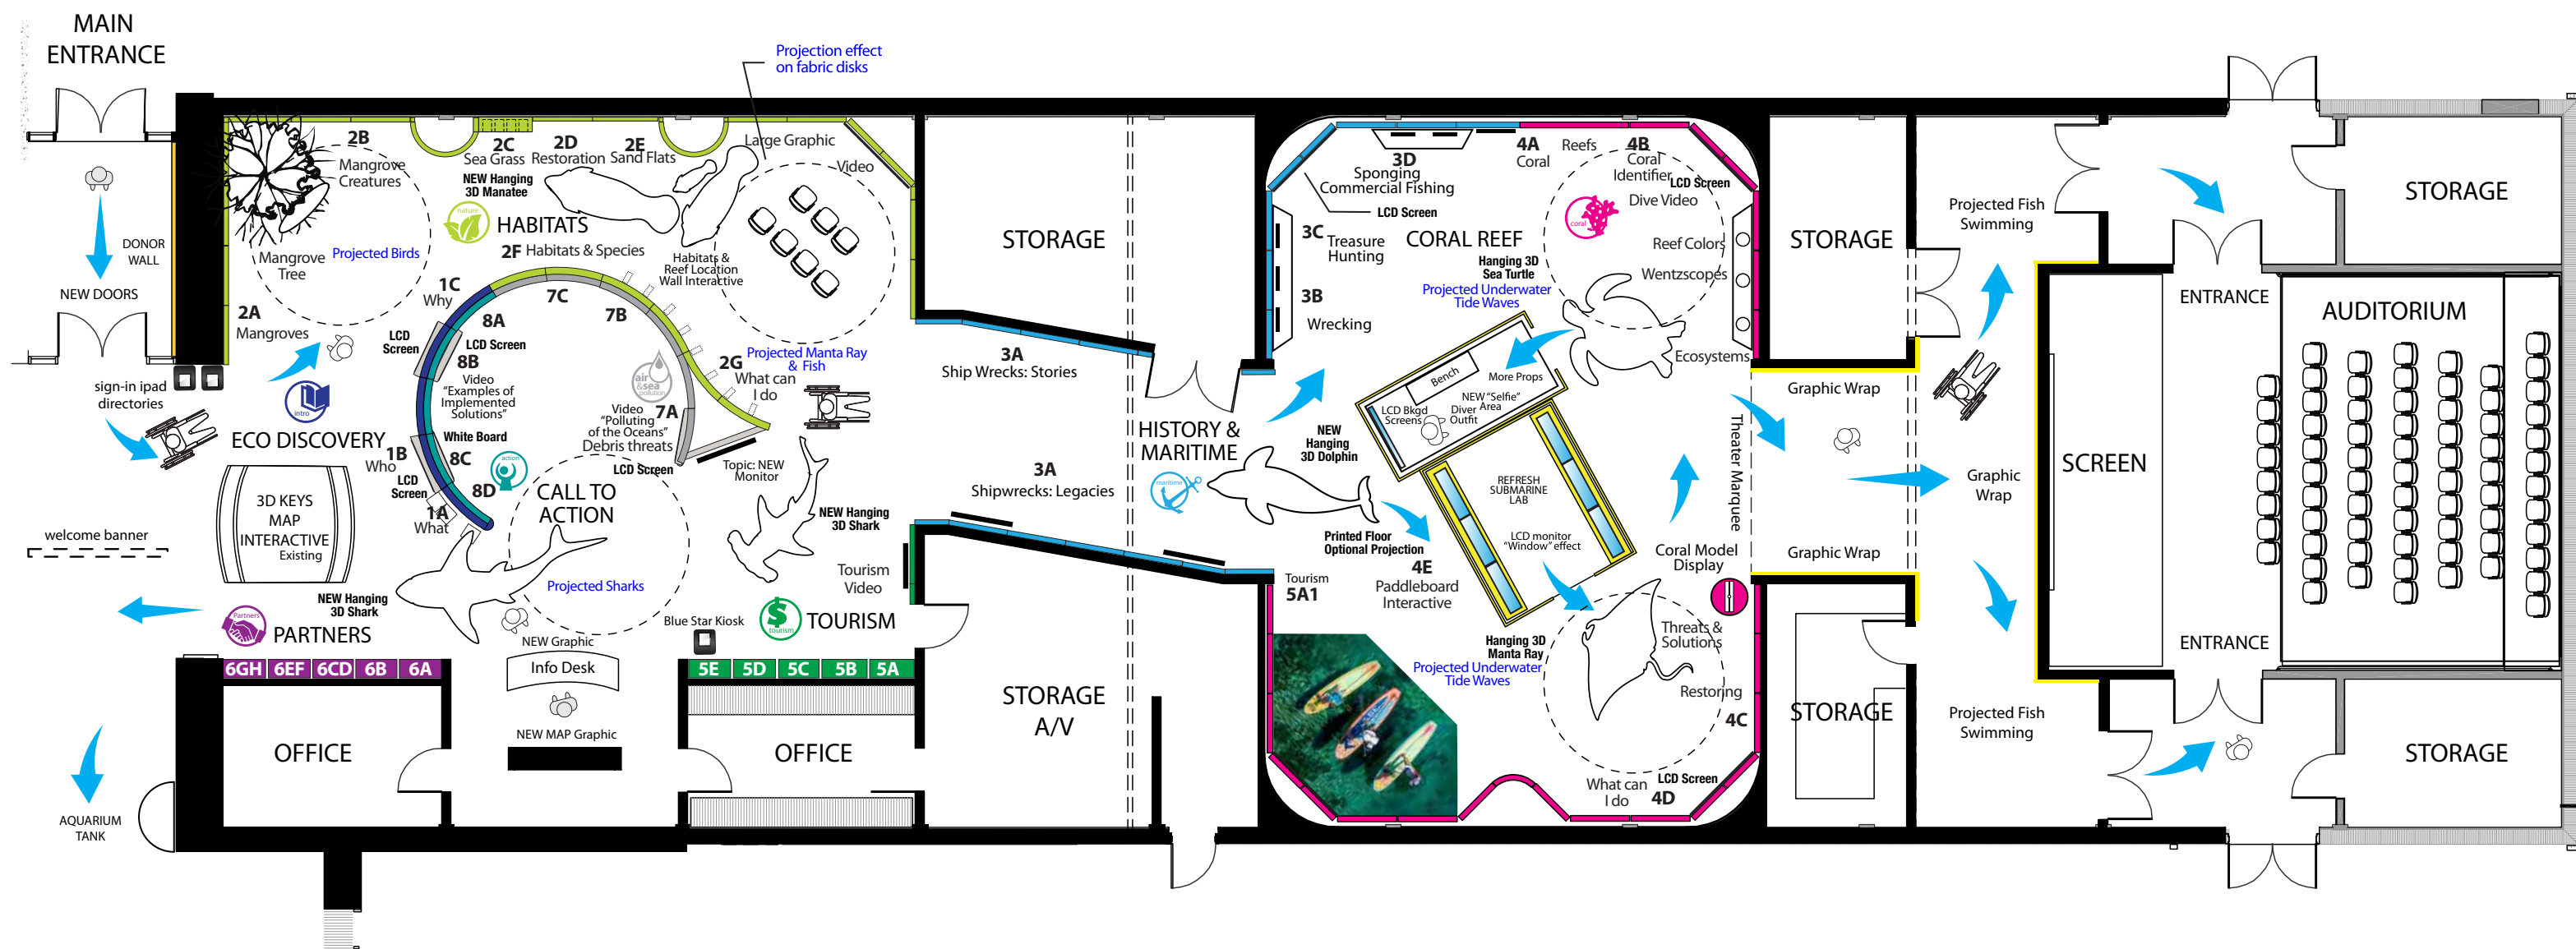 MAIN
ENTRANCE
DONOR
WALL
NEW DOORS
sign-in ipad
directories
welcome banner
AQUARIUM
TANK
Projection effect
on fabric disks
2B
Mangrove
Creatures
2C
Sea Grass
2D
Restoration
2E
Sand Flats
Large Graphic
Video
NEW Hanging
3D Manatee
nature
HABITATS
2F Habitats & Species
Mangrove
Tree
Projected Birds
2A
Mangroves
Habitats &
Reef Location
Wall Interactive
Projected Manta Ray
& Fish
2G
What can
I do
1C
Why
LCD
Screen
8A
LCD Screen
8B
Video
"Examples of
Implemented
Solutions"
7C
7B
air
&sea
pollution
7A
Video
"Polluting
of the Oceans"
Debris threats
LCD Screen
Topic: NEW
Monitor
intro
ECO DISCOVERY
1B
Who
LCD
Screen
White Board
8C
action
8D
1A
What
CALL TO
ACTION
3D KEYS
MAP
INTERACTIVE
Existing
NEW Hanging
3D Shark
Projected Sharks
NEW Hanging
3D Shark
Partners
PARTNERS
6GH
6EF
6CD
6B
6A
OFFICE
NEW Graphic
Info Desk
NEW MAP Graphic
Blue Star Kiosk
tourism
TOURISM
Tourism
Video
5E
5D
5C
5B
5A
OFFICE
STORAGE
3A
Ship Wrecks: Stories
3A
Shipwrecks: Legacies
STORAGE
A/V
HISTORY &
MARITIME
maritime
3D
Sponging
Commercial Fishing
LCD Screen
3C
Treasure
Hunting
3B
Wrecking
4A
Coral
Reefs
4B
Coral
Identifier
LCD Screen
Dive Video
coral
CORAL REEF
Hanging 3D
Sea Turtle
Projected Underwater
Tide Waves
Reef Colors
Wentzscopes
Ecosystems
Bench
More Props
NEW "Selfie"
Area
LCD Bkgd
Screens
Diver
Outfit
NEW
Hanging
3D Dolphin
REFRESH
SUBMARINE
LAB
LCD monitor
"Window" effect
Printed Floor
Optional Projection
4E
Paddleboard
Interactive
Tourism
5A1
Coral Model
Display
Theater Marquee
Hanging 3D
Manta Ray
Projected Underwater
Tide Waves
Threats &
Solutions
Restoring
4C
What can
I do
LCD Screen
4D
STORAGE
Graphic Wrap
Graphic Wrap
STORAGE
Projected Fish
Swimming
Graphic
Wrap
Projected Fish
Swimming
SCREEN
ENTRANCE
ENTRANCE
AUDITORIUM
STORAGE
STORAGE